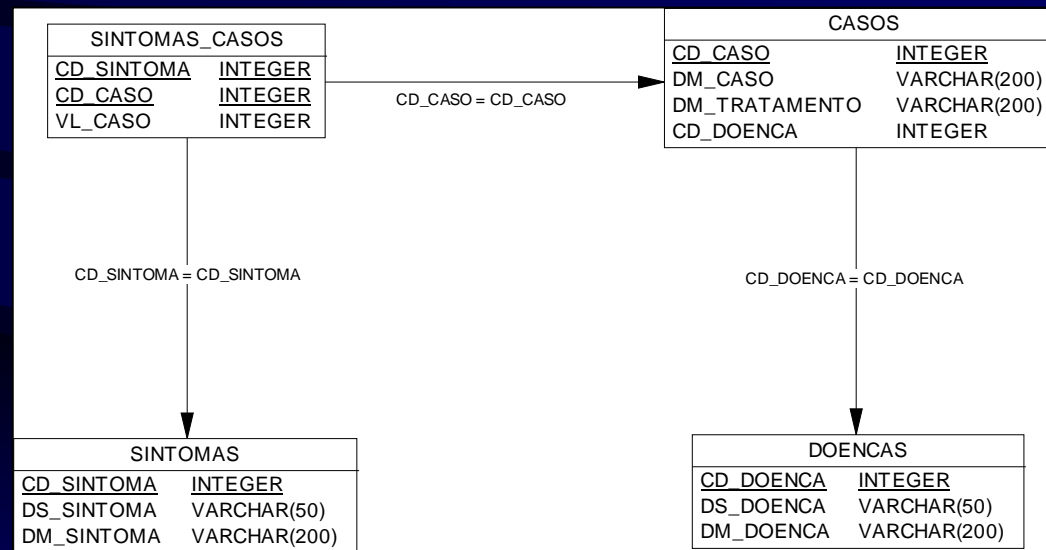 SINTOMAS_CASOS
CD_SINTOMA INTEGER
CD_CASO INTEGER
VL_CASO INTEGER
CD_CASO = CD_CASO
CASOS
CD_CASO INTEGER
DM_CASO VARCHAR(200)
DM_TRATAMENTO VARCHAR(200)
CD_DOENCA INTEGER
CD_SINTOMA = CD_SINTOMA
CD_DOENCA = CD_DOENCA
SINTOMAS
CD_SINTOMA INTEGER
DS_SINTOMA VARCHAR(50)
DM_SINTOMA VARCHAR(200)
DOENCAS
CD_DOENCA INTEGER
DS_DOENCA VARCHAR(50)
DM_DOENCA VARCHAR(200)